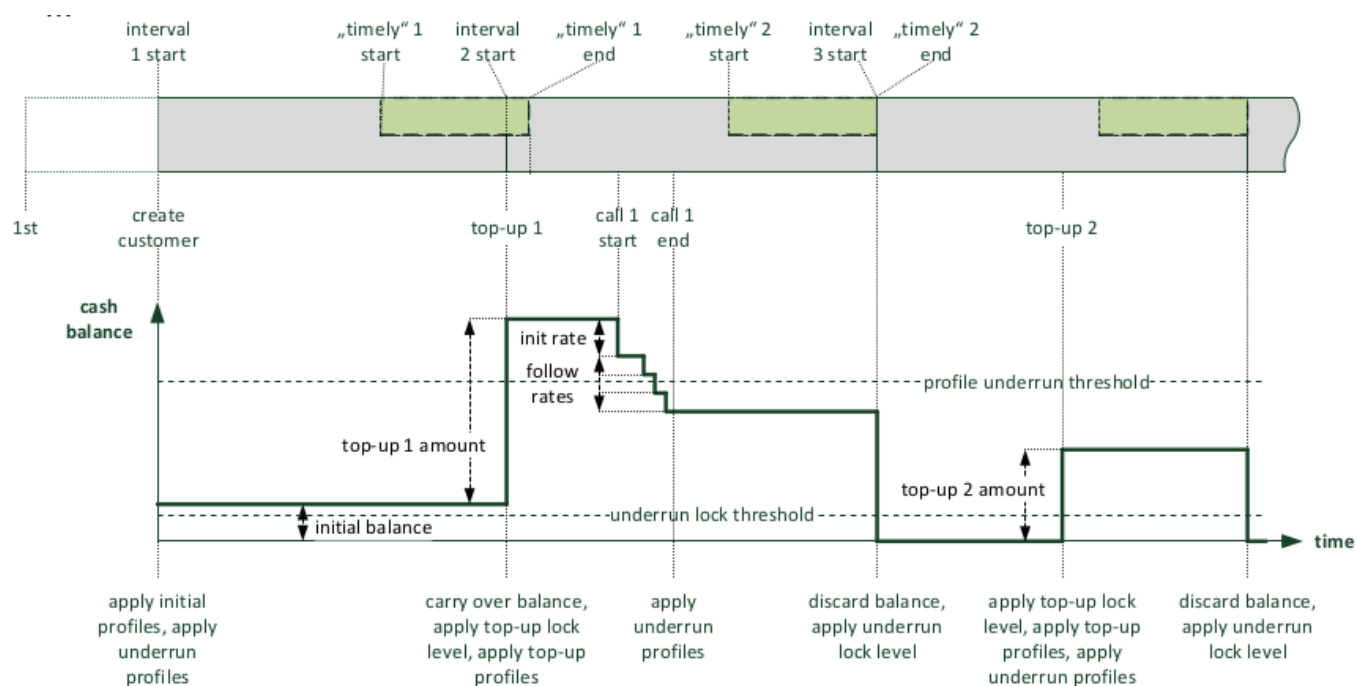 interval
1 start
„timely“ 1
start
interval
2 start
„timely“ 1
end
„timely“ 2
start
interval
3 start
„timely“ 2
end
1st
create
customer
top-up 1
call 1
start
call 1
end
top-up 2
cash
balance
init rate
follow
rates
profile underrun threshold
top-up 1 amount
top-up 2 amount
underrun lock threshold
initial balance
time
apply initial
profiles, apply
underrun
profiles
carry over balance,
apply top-up lock
level, apply top-up
profiles
apply
underrun
profiles
discard balance,
apply underrun
lock level
apply top-up lock
level, apply top-up
profiles, apply
underrun profiles
discard balance,
apply underrun
lock level